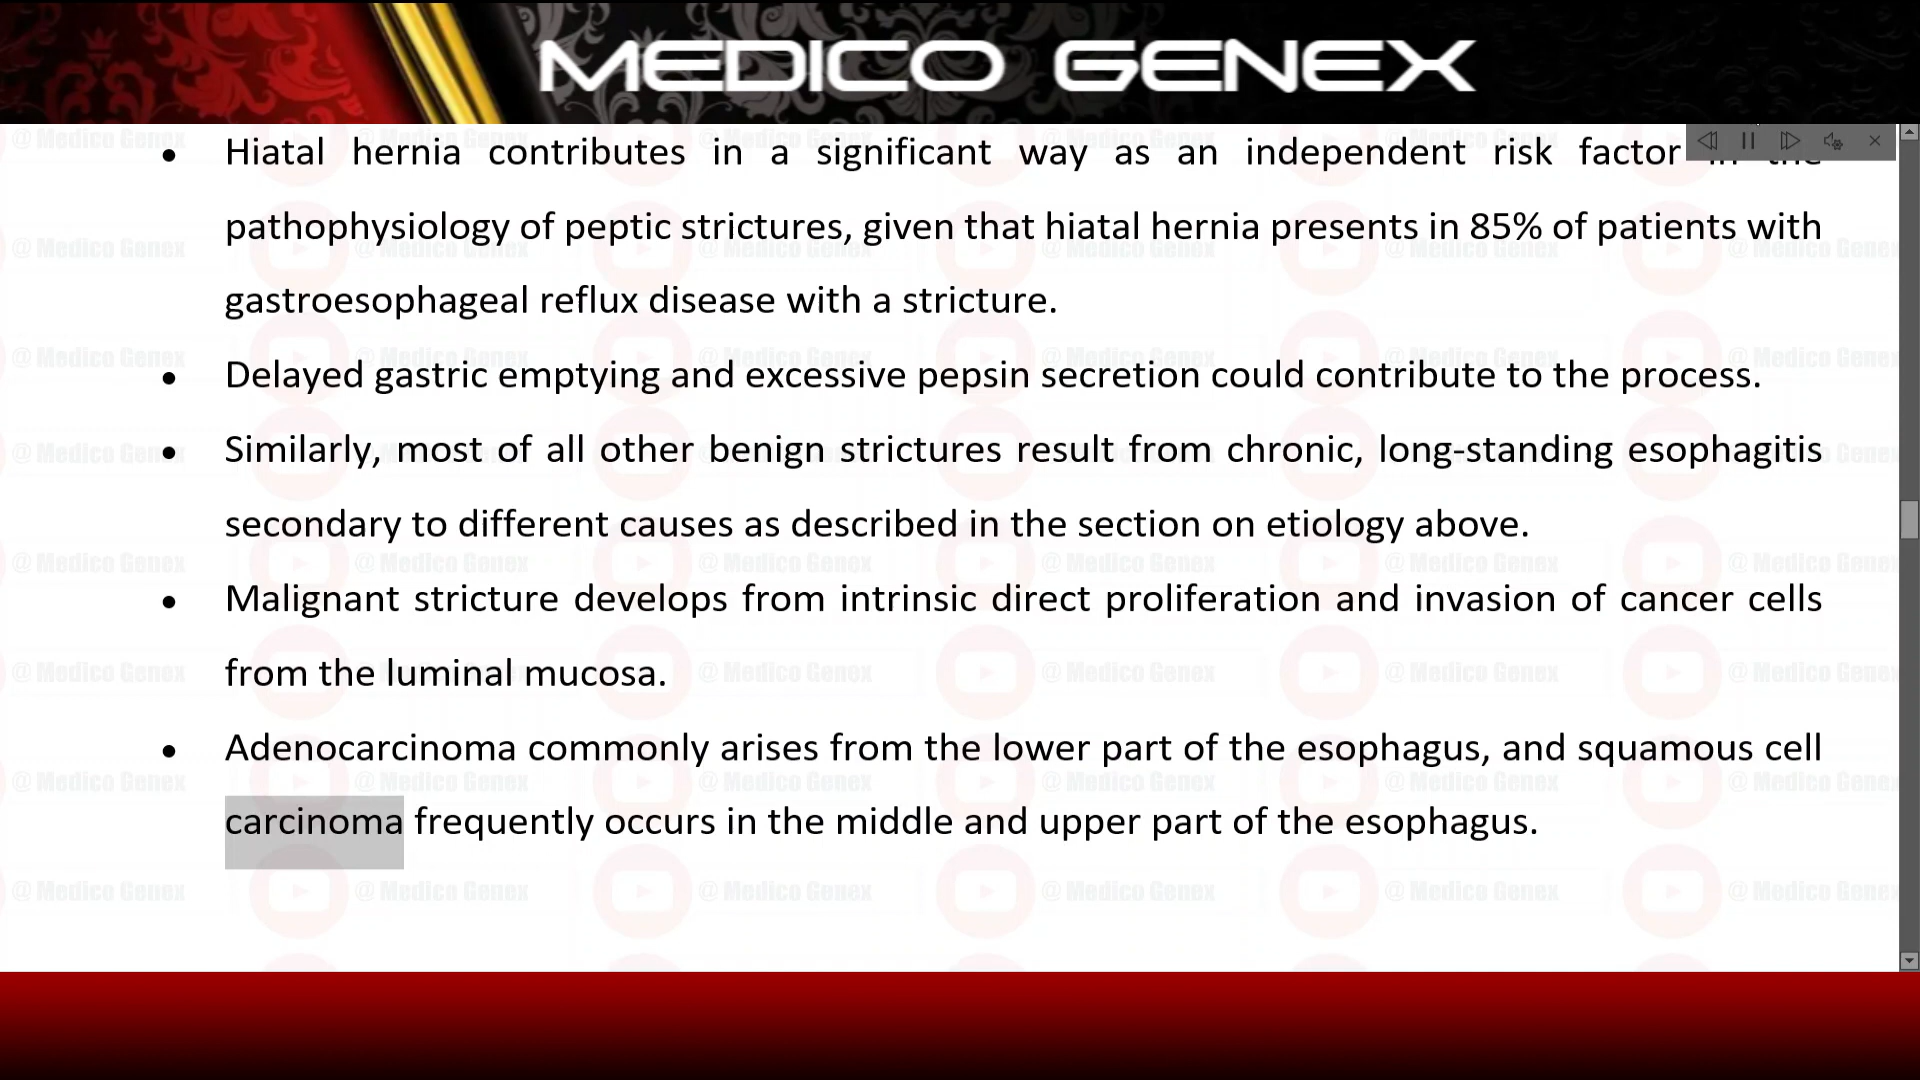 MEDICO GENEX
• Hiatal hernia contributes in a significant way as an independent risk factor in the
pathophysiology of peptic strictures, given that hiatal hernia presents in 85% of patients with
gastroesophageal reflux disease with a stricture.
• Delayed gastric emptying and excessive pepsin secretion could contribute to the process.
• Similarly, most of all other benign strictures result from chronic, long-standing esophagitis
secondary to different causes as described in the section on etiology above.
• Malignant stricture develops from intrinsic direct proliferation and invasion of cancer cells
from the luminal mucosa.
• Adenocarcinoma commonly arises from the lower part of the esophagus, and squamous cell
carcinoma frequently occurs in the middle and upper part of the esophagus.
@ Medico Genex